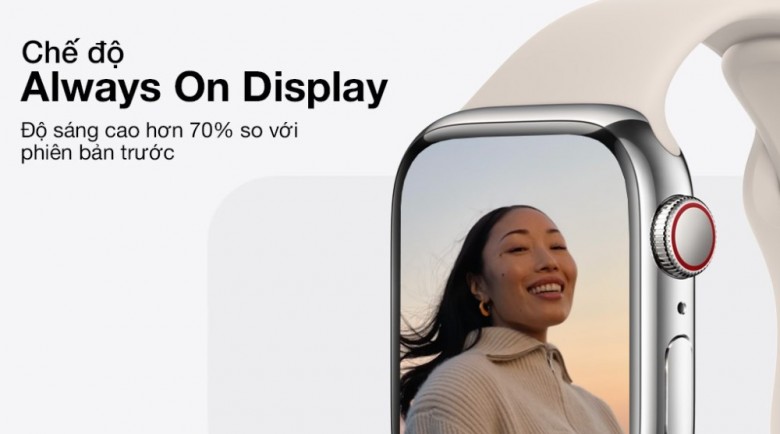 Chế độ
Always On Display
Độ sáng cao hơn 70% so với
phiên bản trước